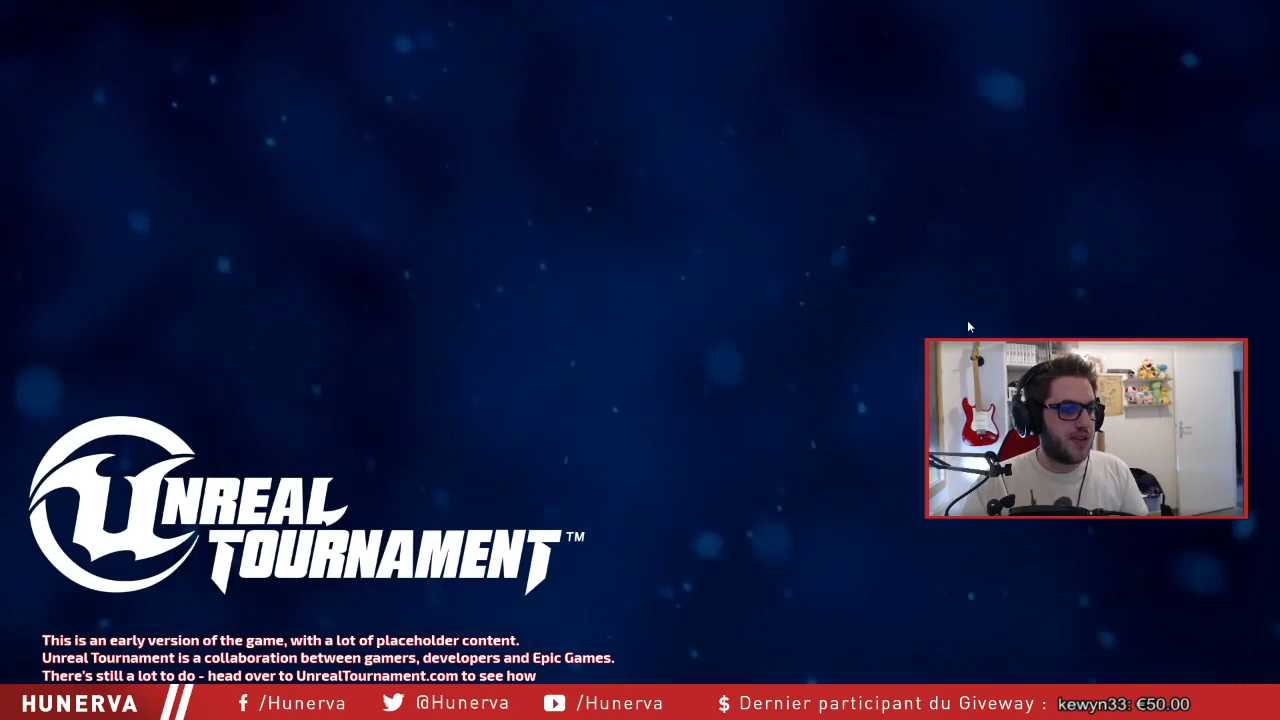 UNREAL
TOURNAMENT™
This is an early version of the game, with a lot of placeholder content.
Unreal Tournament is a collaboration between gamers, developers and Epic Games.
There's still a lot to do - head over to UnrealTournament.com to see how
HUNERVA // /Hunerva @Hunerva /Hunerva $ Dernier participant du Giveway : kewyn33: €50.00